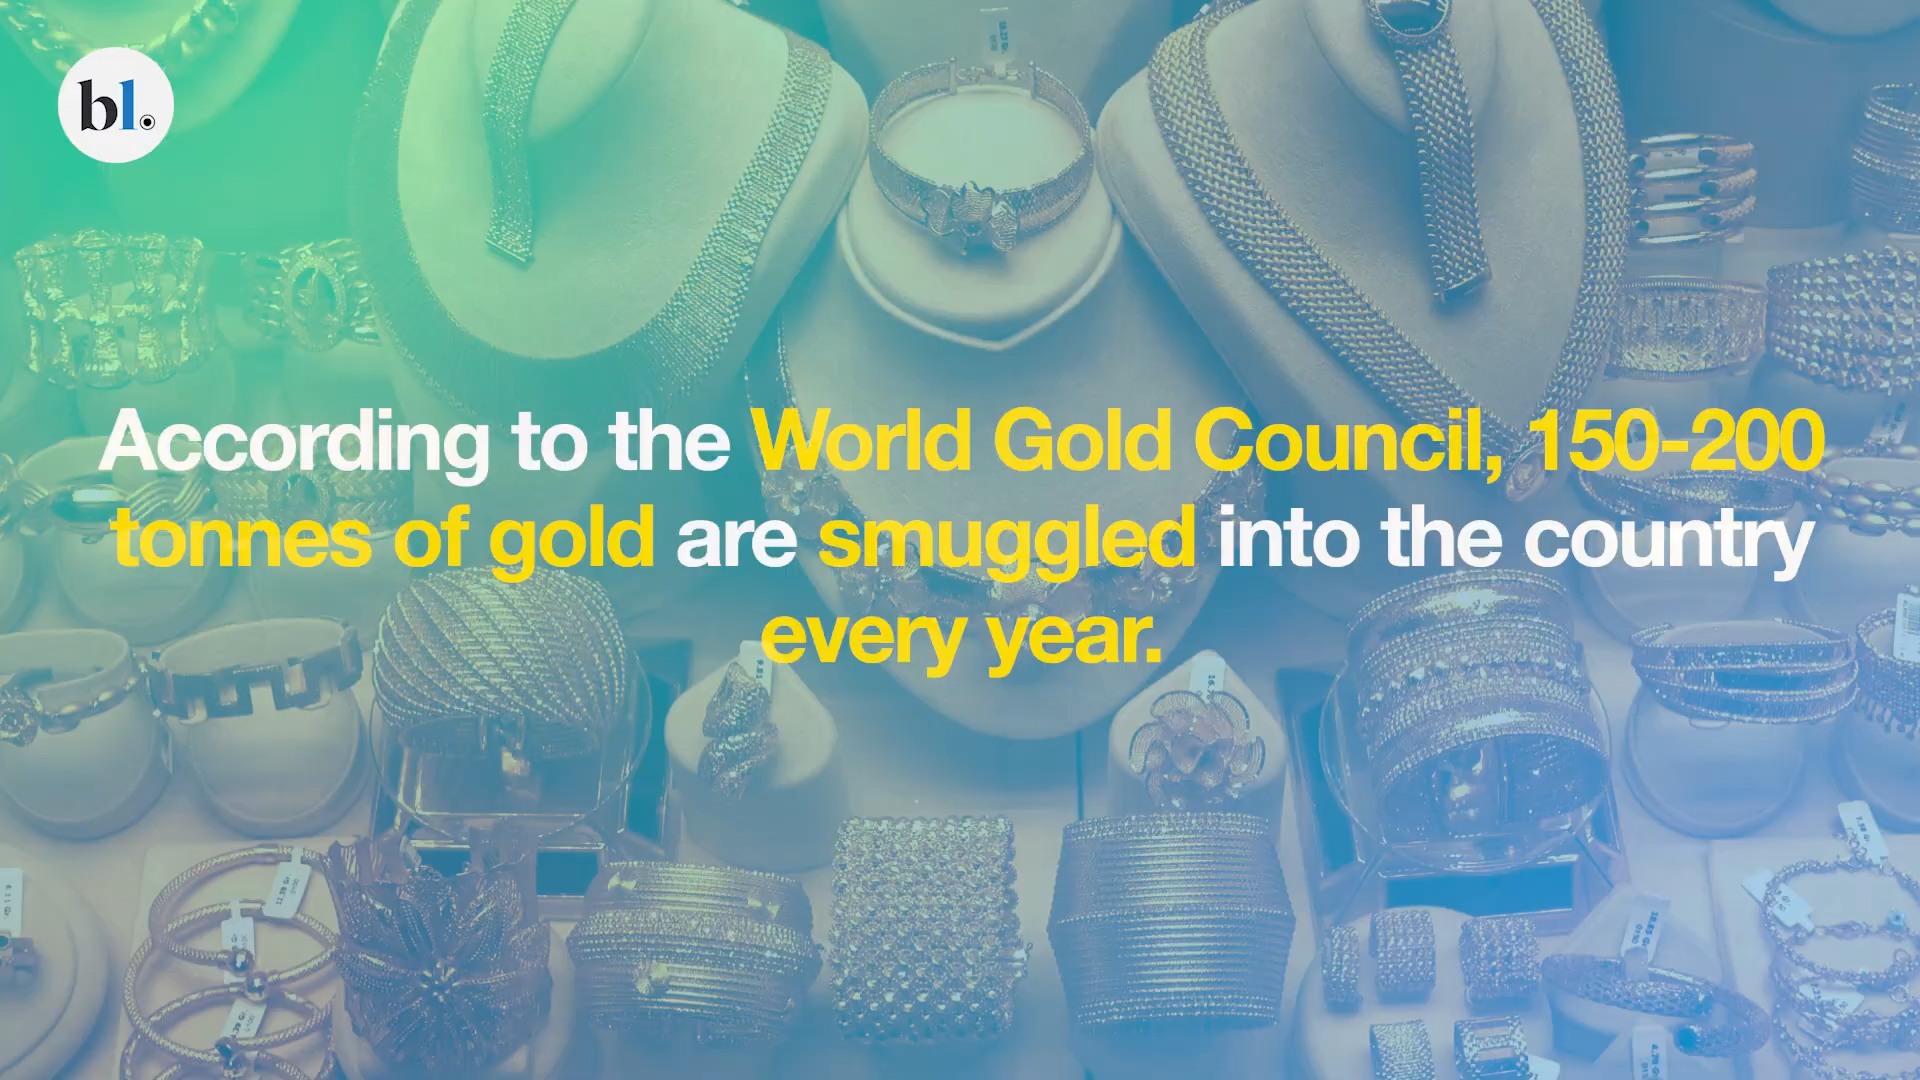 bl.
According to the World Gold Council, 150-200
tonnes of gold are smuggled into the country
every year.